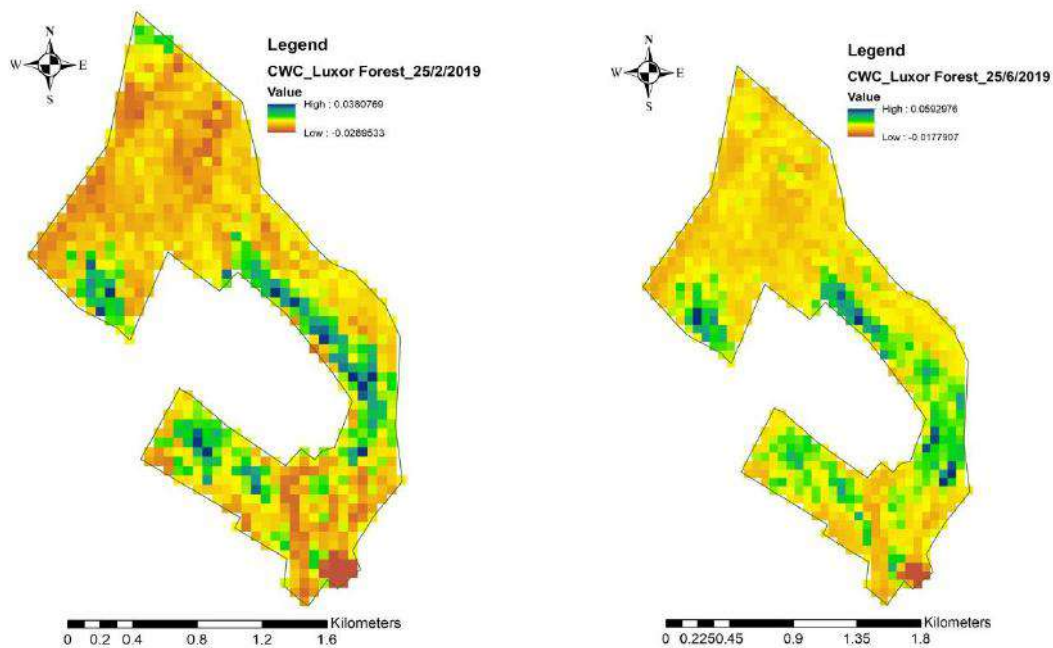 N
W E
S
Legend
CWC_Luxor Forest_25/2/2019
Value
High : 0.0380769
Low : -0.0289533
Kilometers
0 0.2 0.4 0.8 1.2 1.6
N
W E
S
Legend
CWC_Luxor Forest_25/6/2019
Value
High : 0.0592976
Low : -0.0177907
Kilometers
0 0.2250.45 0.9 1.35 1.8